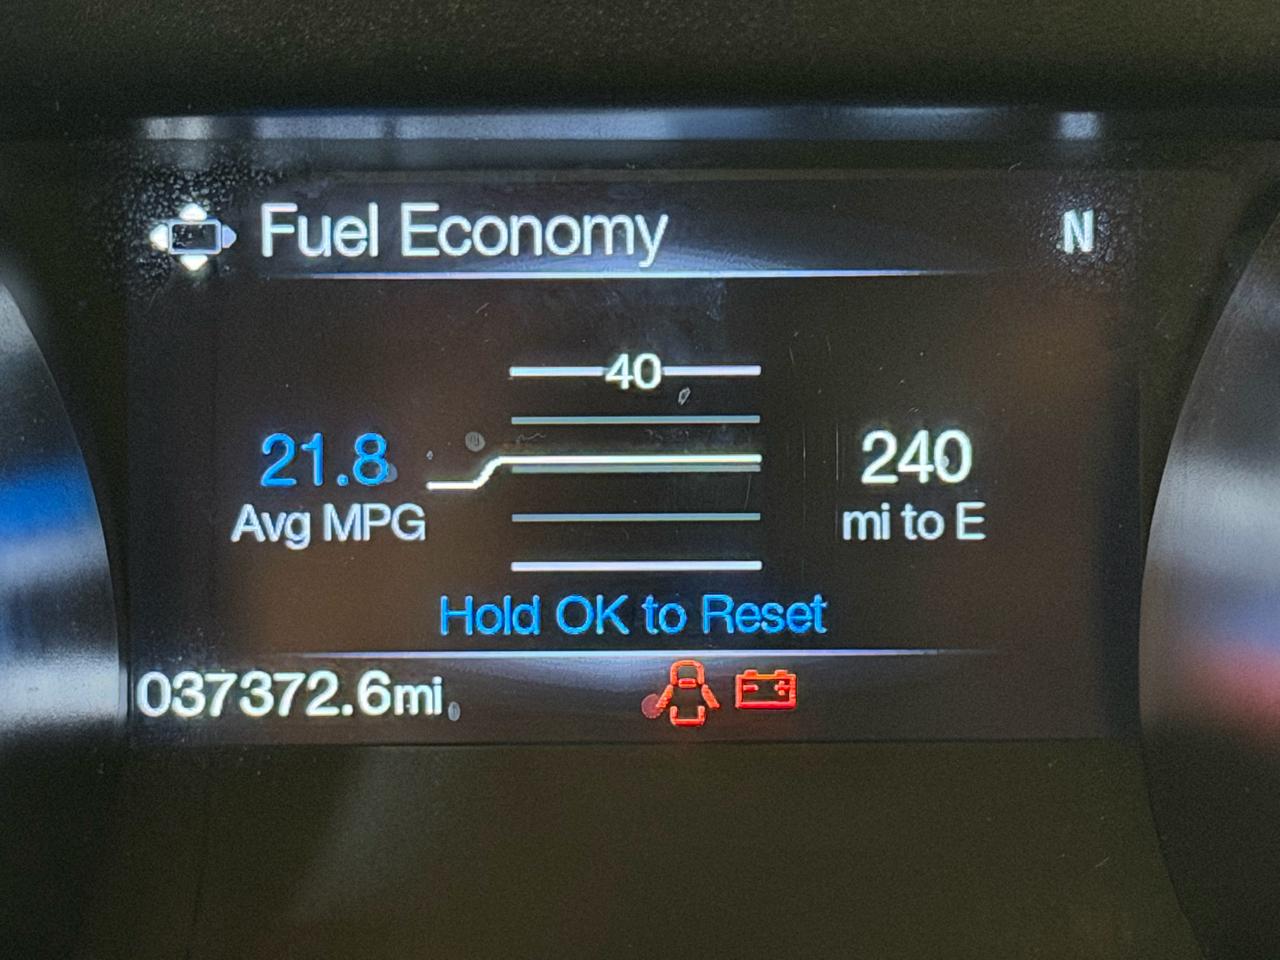 Fuel Economy
N
40
21.8
Avg MPG
240
mi to E
Hold OK to Reset
037372.6mi